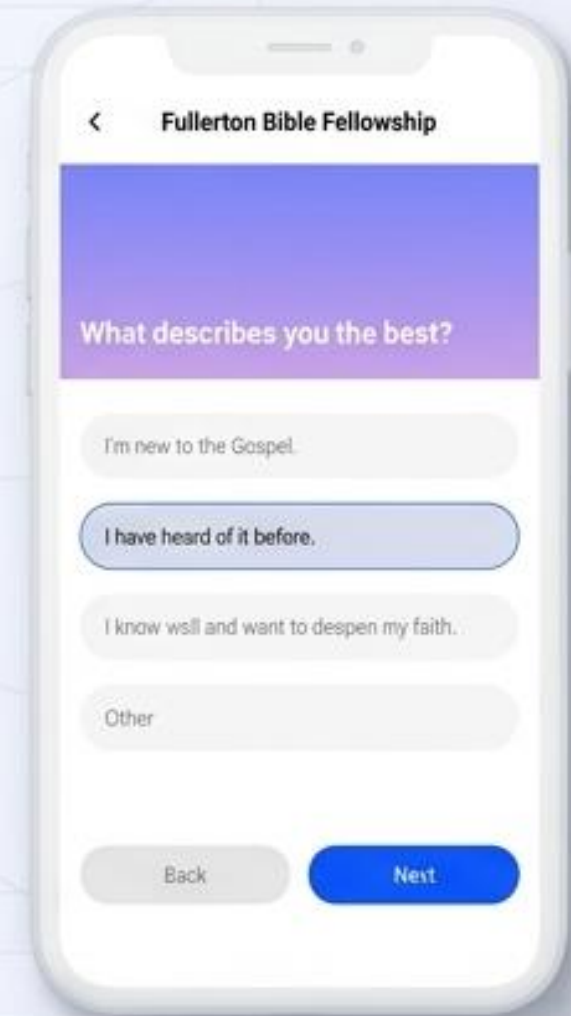 Fullerton Bible Fellowship
What describes you the best?
I'm new to the Gospel.
I have heard of it before.
I know wsll and want to despen my faith.
Other
Back
Next